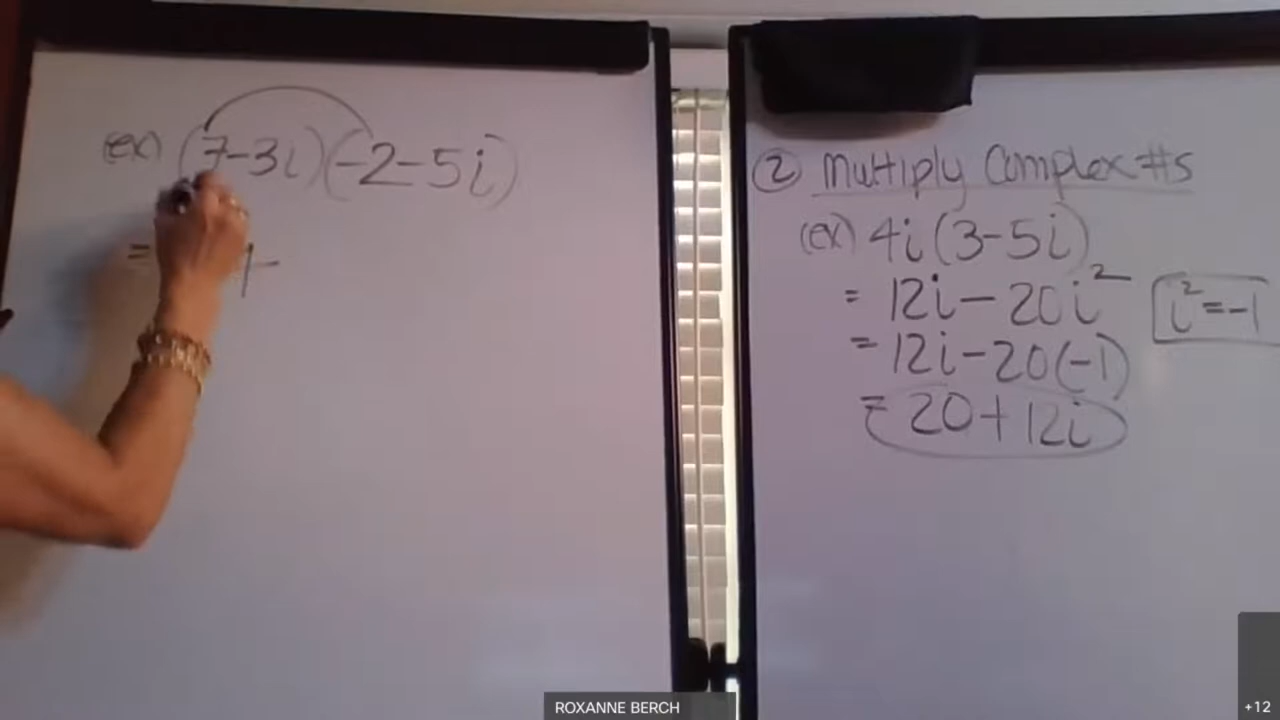 (ex) (7-3i)(-2-5i)
=
② Multiply Complex #s
(ex) 4i(3-5i)
= 12i - 20i²
i² = -1
= 12i - 20(-1)
= 20 + 12i
ROXANNE BERCH
+12